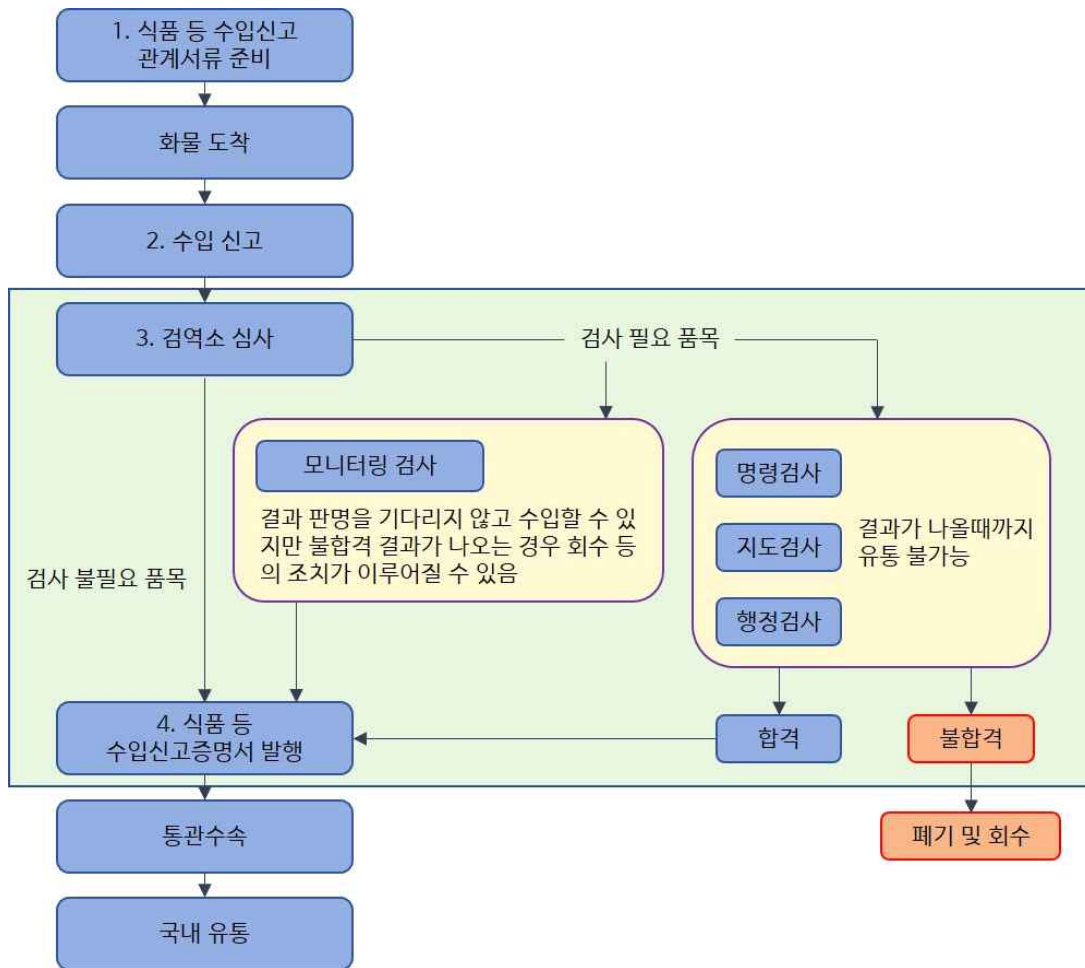 1. 식품 등 수입신고
관계서류 준비
화물 도착
2. 수입 신고
3. 검역소 심사
검사 필요 품목
모니터링 검사
결과 판명을 기다리지 않고 수입할 수 있
지만 불합격 결과가 나오는 경우 회수 등
의 조치가 이루어질 수 있음
명령검사
지도검사
행정검사
결과가 나올때까지
유통 불가능
검사 불필요 품목
4. 식품 등
수입신고증명서 발행
합격
불합격
통관수속
폐기 및 회수
국내 유통